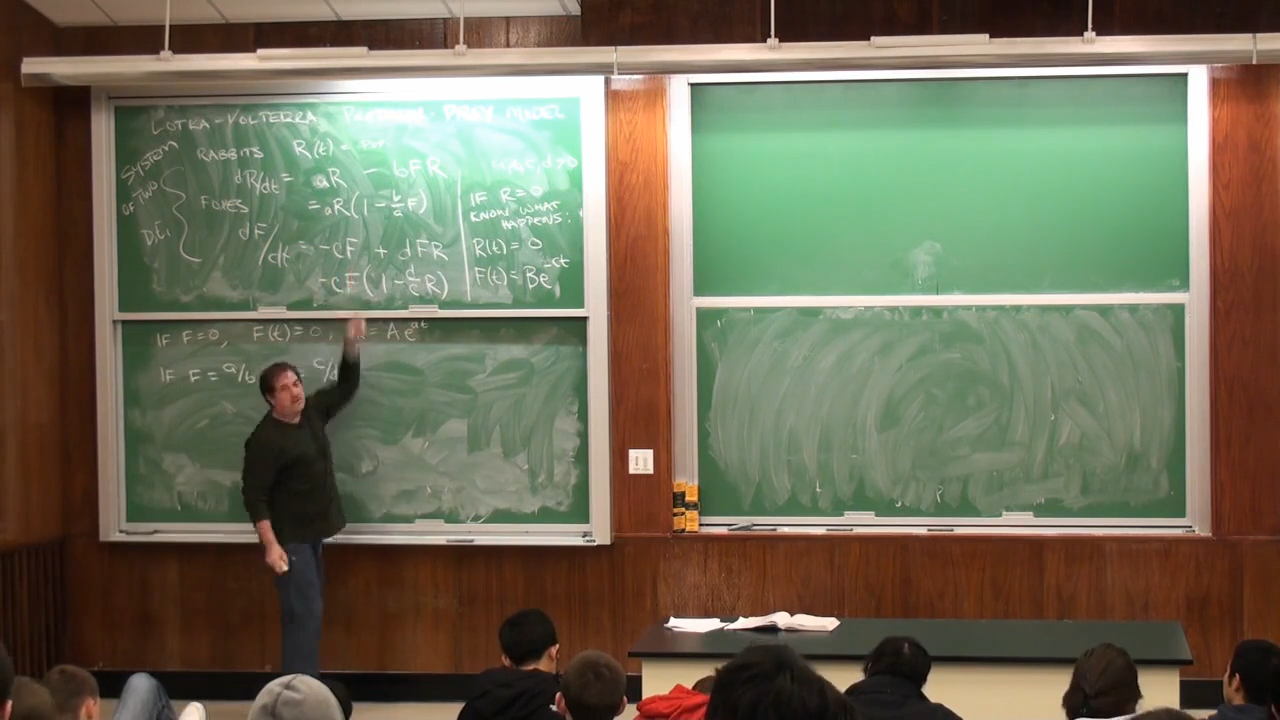 LOTKA-VOLTERRA PREDATOR-PREY MODEL
SYSTEM OF TWO D.E.
RABBITS R(t) = POP
dR/dt = aR - bFR
= aR(1 - b/a F)
FOXES
dF/dt = -cF + dFR
-cF(1 - d/c R)
a, b, c, d > 0
IF R=0
KNOW WHAT
HAPPENS:
R(t) = 0
F(t) = Be^-ct
IF F=0, F(t)=0, = Ae^at
IF F = a/b = c/d